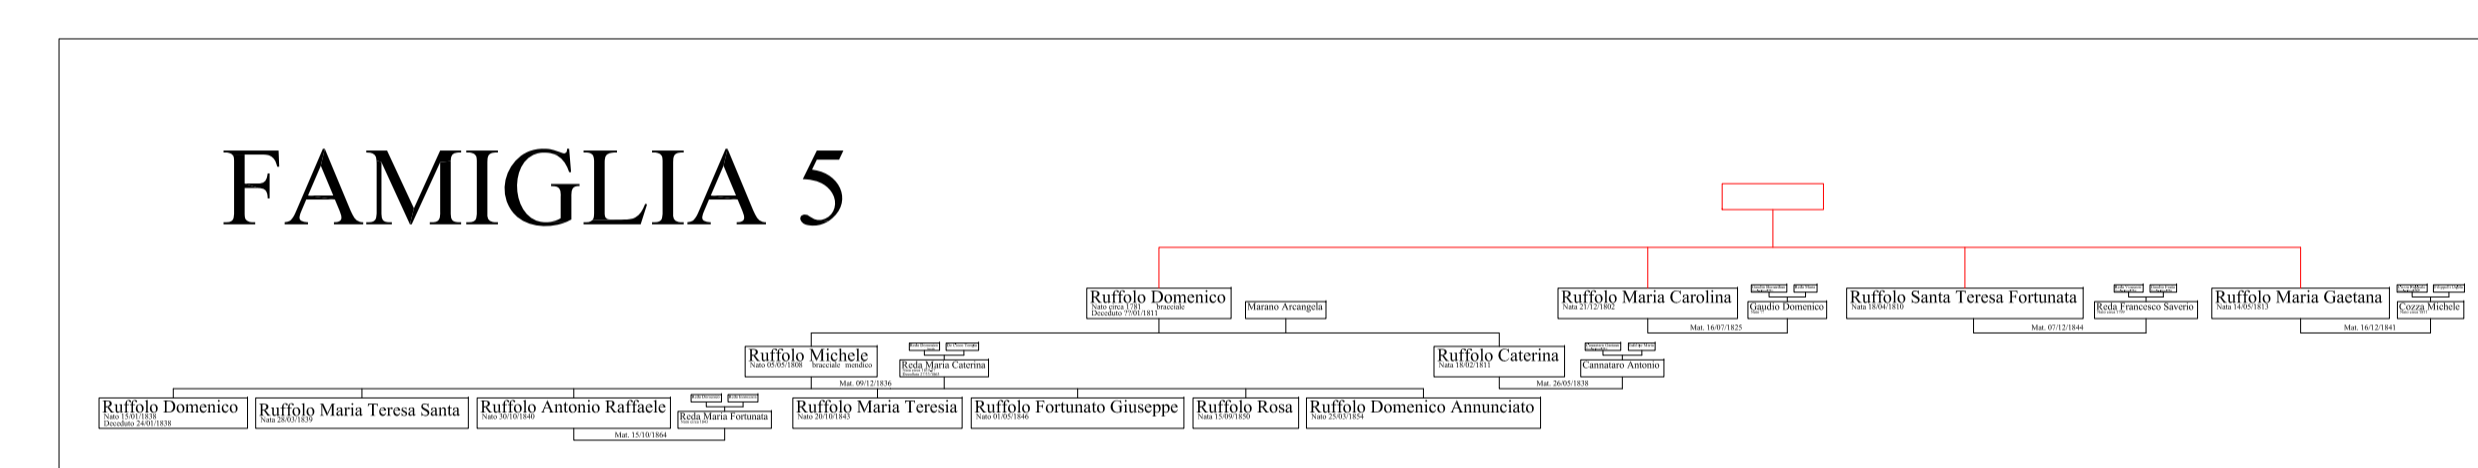 FAMIGLIA 5
Ruffolo Domenico
Nato circa 1781 bracciale
Deceduto ??/01/1811
Marano Arcangela
Ruffolo Maria Carolina
Nata 21/12/1802
Gaudio Domenico
Mat. 16/07/1825
Ruffolo Santa Teresa Fortunata
Nata 18/04/1810
Reda Francesco Saverio
Mat. 07/12/1844
Ruffolo Maria Gaetana
Nata 14/05/1813
Cozza Michele
Mat. 16/12/1841
Ruffolo Michele
Nato 05/05/1808 bracciale mendico
Reda Maria Caterina
Mat. 09/12/1836
Ruffolo Caterina
Nata 18/02/1811
Cannataro Antonio
Mat. 26/05/1838
Ruffolo Domenico
Nato 15/01/1838
Deceduto 24/01/1838
Ruffolo Maria Teresa Santa
Nata 28/03/1839
Ruffolo Antonio Raffaele
Nato 30/10/1840
Reda Maria Fortunata
Mat. 15/10/1864
Ruffolo Maria Teresia
Nato 20/10/1843
Ruffolo Fortunato Giuseppe
Nato 01/05/1846
Ruffolo Rosa
Nata 15/09/1850
Ruffolo Domenico Annunciato
Nato 25/03/1854